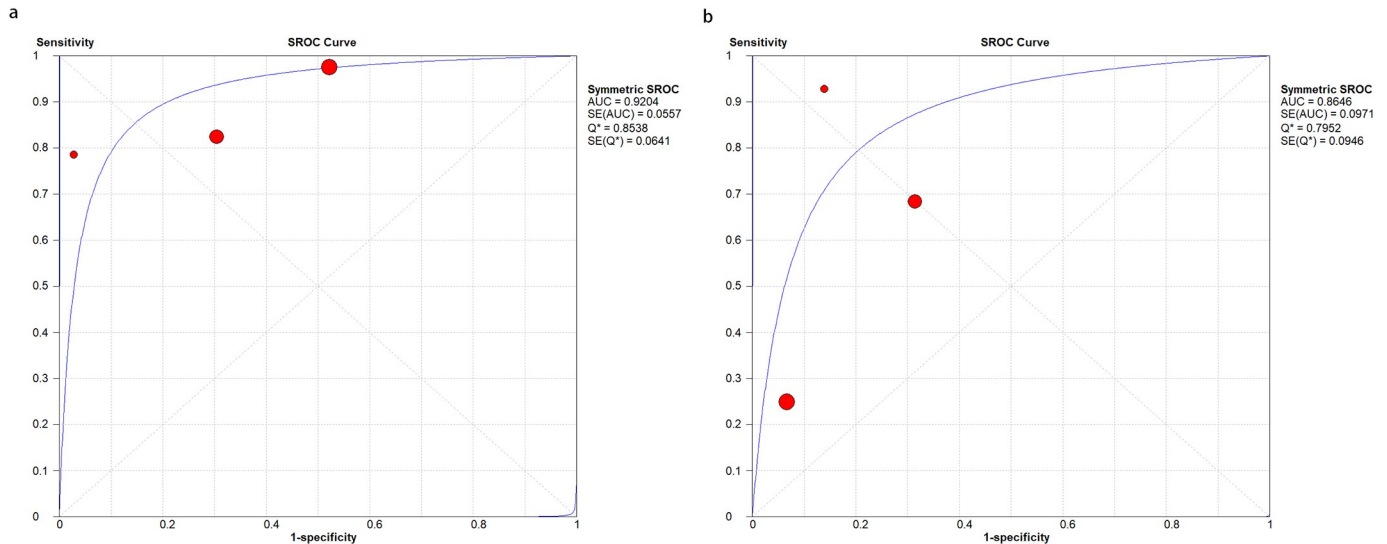 a
Sensitivity SROC Curve
1
0.9
0.8
0.7
0.6
0.5
0.4
0.3
0.2
0.1
0
0 0.2 0.4 0.6 0.8 1
1-specificity
Symmetric SROC
AUC = 0.9204
SE(AUC) = 0.0557
Q* = 0.8538
SE(Q*) = 0.0641
b
Sensitivity SROC Curve
1
0.9
0.8
0.7
0.6
0.5
0.4
0.3
0.2
0.1
0
0 0.2 0.4 0.6 0.8 1
1-specificity
Symmetric SROC
AUC = 0.8646
SE(AUC) = 0.0971
Q* = 0.7952
SE(Q*) = 0.0946